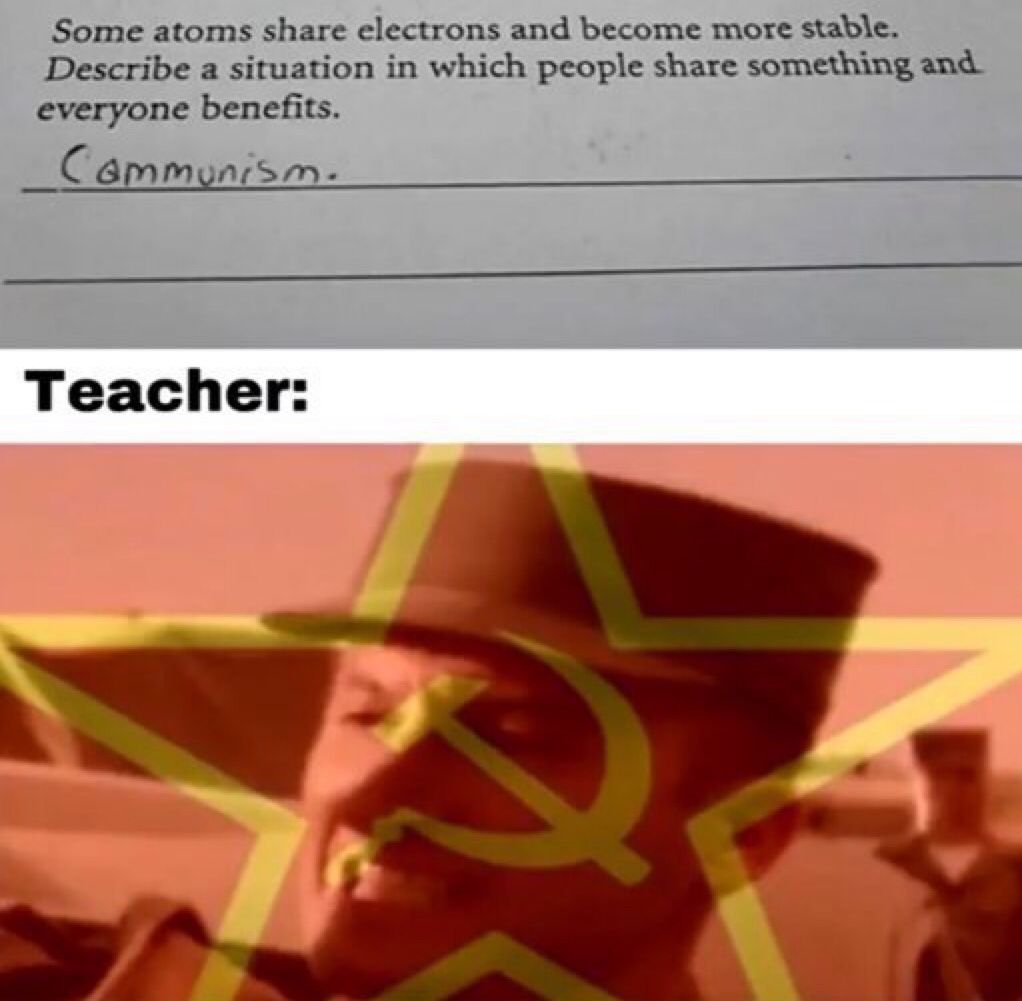 Some atoms share electrons and become more stable.
Describe a situation in which people share something and
everyone benefits.
Communism.
Teacher: